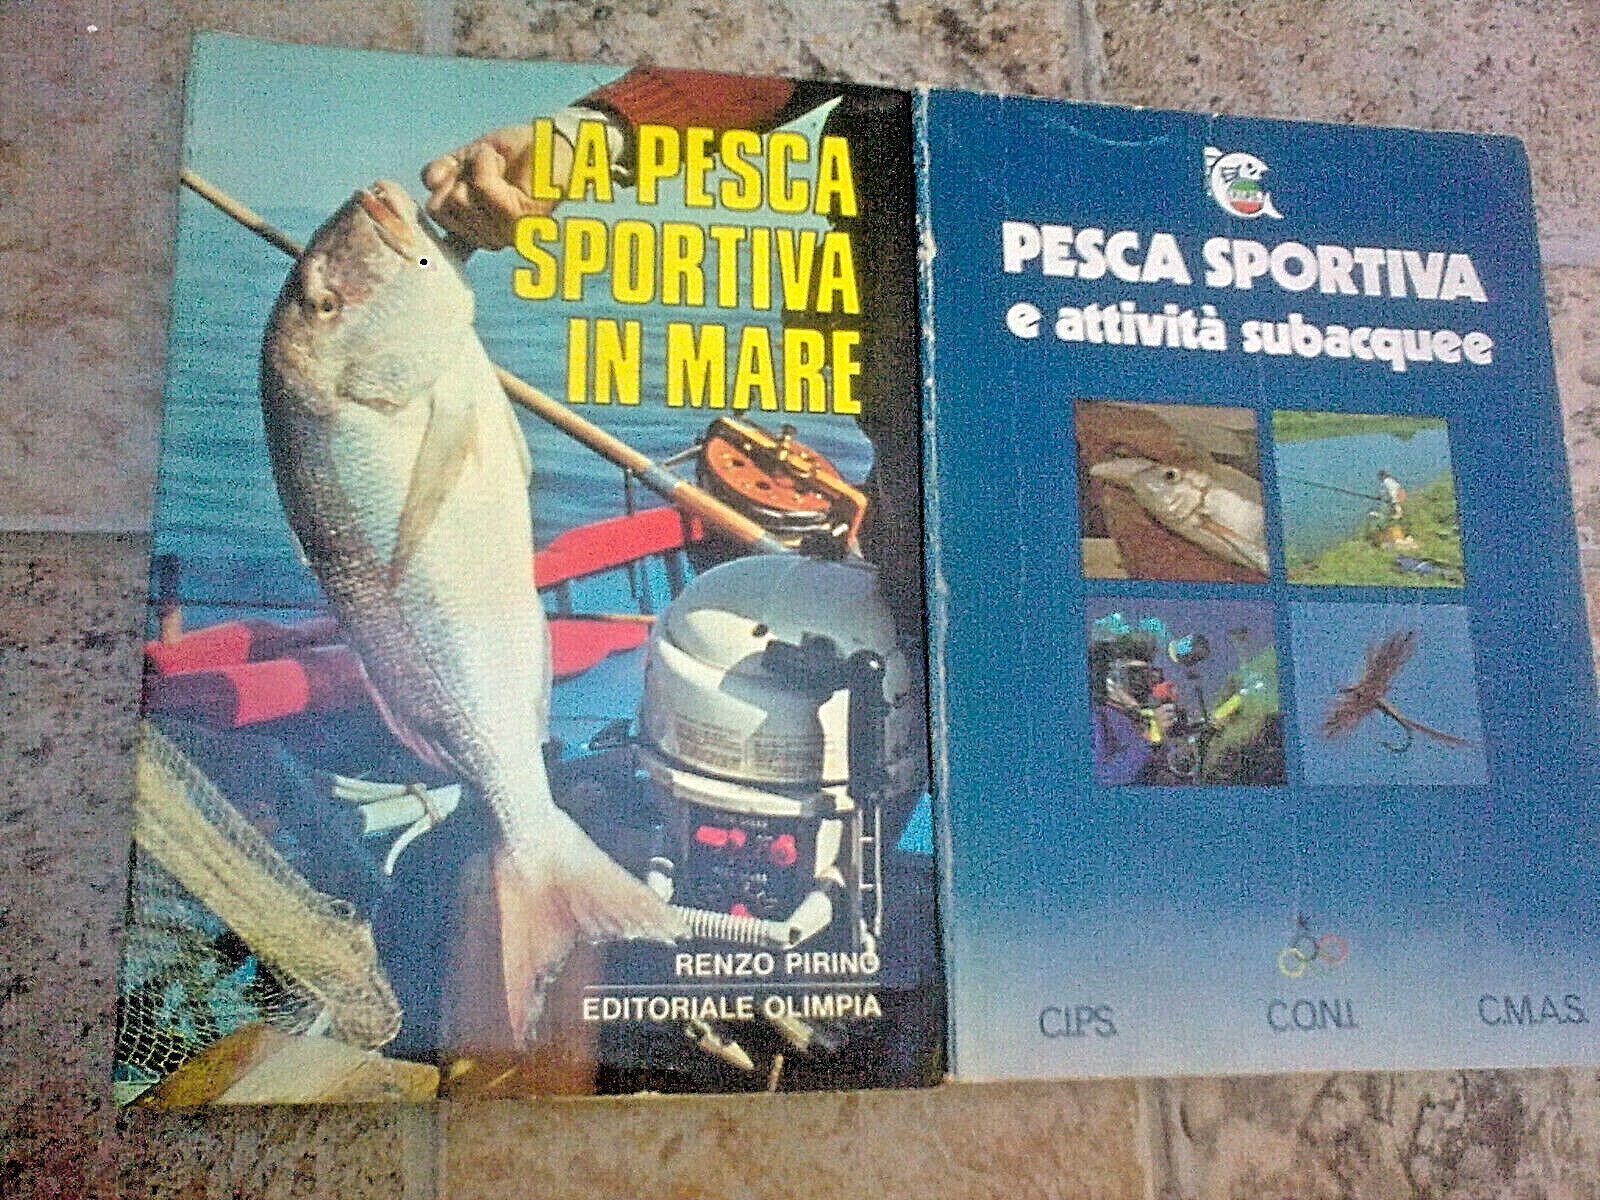 LA PESCA
SPORTIVA
IN MARE
RENZO PIRINO
EDITORIALE OLIMPIA
PESCA SPORTIVA
e attività subacquee
C.I.P.S.
C.O.N.I.
C.M.A.S.